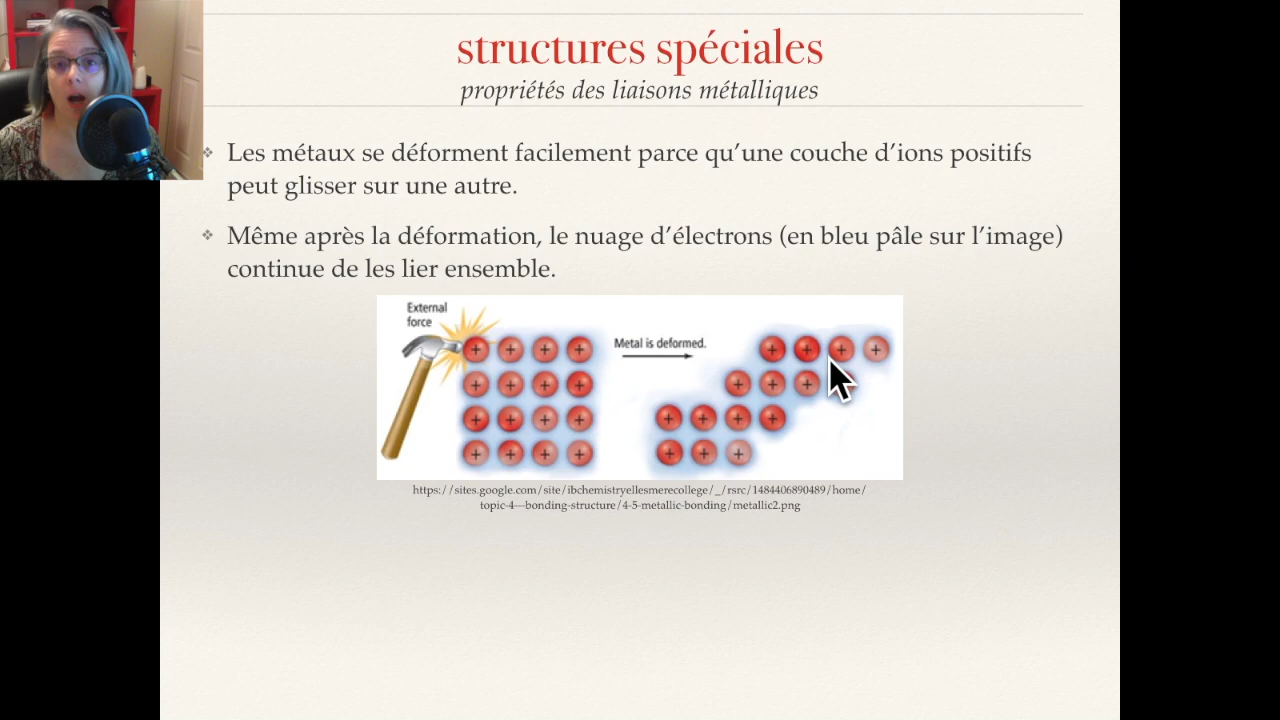 structures spéciales
propriétés des liaisons métalliques
Les métaux se déforment facilement parce qu’une couche d’ions positifs
peut glisser sur une autre.
Même après la déformation, le nuage d’électrons (en bleu pâle sur l’image)
continue de les lier ensemble.
External
force
Metal is deformed.
+ + + +
+ + + +
+ + + +
+ + + +
+ + + +
+ + +
+ + + +
+ + +
https://sites.google.com/site/ibchemistryellesmerecollege/_/rsrc/1484406890489/home/
topic-4---bonding-structure/4-5-metallic-bonding/metallic2.png